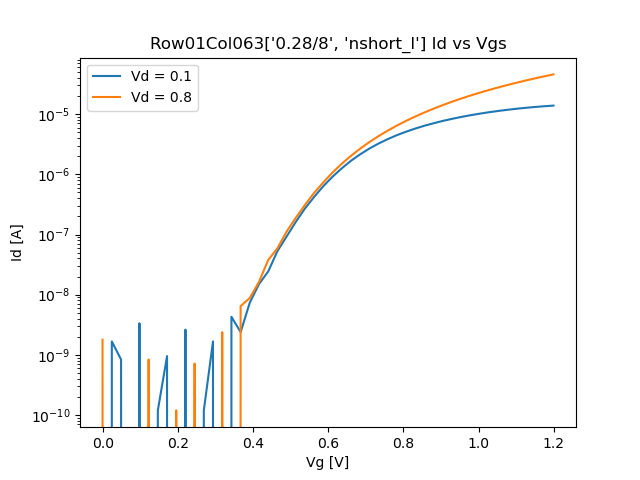 Row01Col063['0.28/8', 'nshort_l'] Id vs Vgs
Vd = 0.1
Vd = 0.8
Id [A]
10⁻⁵
10⁻⁶
10⁻⁷
10⁻⁸
10⁻⁹
10⁻¹⁰
0.0 0.2 0.4 0.6 0.8 1.0 1.2
Vg [V]